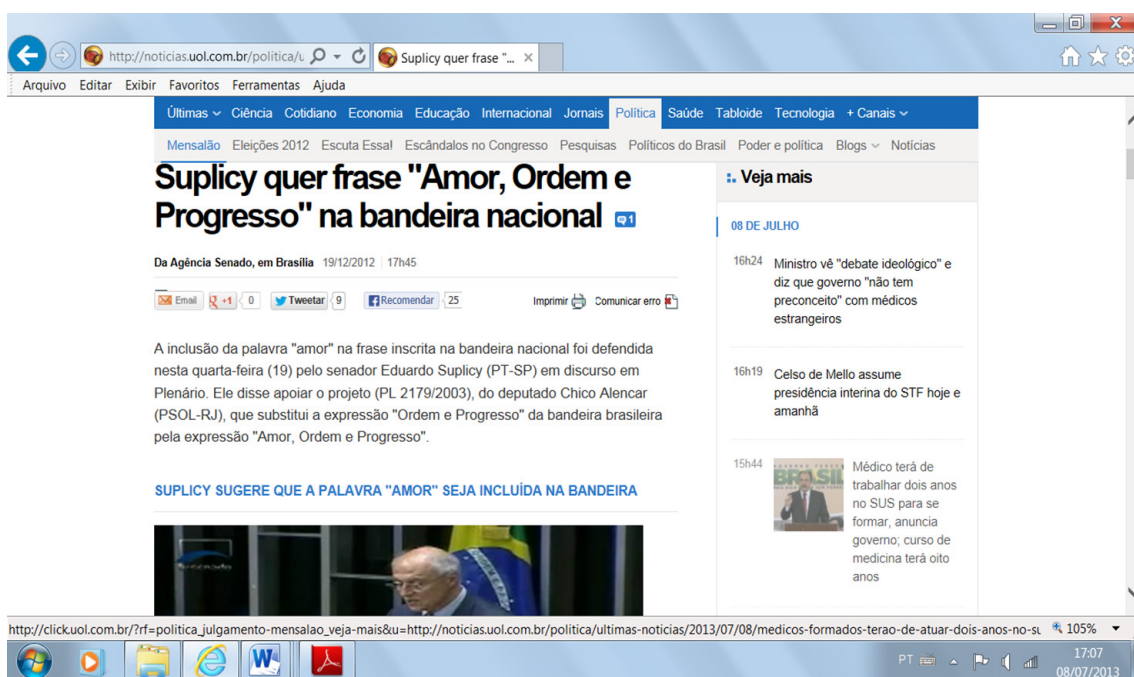 http://noticias.uol.com.br/politica/u
Suplicy quer frase "...
Arquivo Editar Exibir Favoritos Ferramentas Ajuda
Últimas Ciência Cotidiano Economia Educação Internacional Jornais Política Saúde Tabloide Tecnologia + Canais
Mensalão Eleições 2012 Escuta Essa! Escândalos no Congresso Pesquisas Políticos do Brasil Poder e política Blogs Notícias
Suplicy quer frase "Amor, Ordem e
Progresso" na bandeira nacional 1
Da Agência Senado, em Brasília 19/12/2012 17h45
Email +1 0 Tweetar 9 Recomendar 25 Imprimir Comunicar erro
A inclusão da palavra "amor" na frase inscrita na bandeira nacional foi defendida
nesta quarta-feira (19) pelo senador Eduardo Suplicy (PT-SP) em discurso em
Plenário. Ele disse apoiar o projeto (PL 2179/2003), do deputado Chico Alencar
(PSOL-RJ), que substitui a expressão "Ordem e Progresso" da bandeira brasileira
pela expressão "Amor, Ordem e Progresso".
SUPLICY SUGERE QUE A PALAVRA "AMOR" SEJA INCLUÍDA NA BANDEIRA
Veja mais
08 DE JULHO
16h24 Ministro vê "debate ideológico" e
diz que governo "não tem
preconceito" com médicos
estrangeiros
16h19 Celso de Mello assume
presidência interina do STF hoje e
amanhã
15h44 Médico terá de
trabalhar dois anos
no SUS para se
formar, anuncia
governo; curso de
medicina terá oito
anos
BRASIL
http://click.uol.com.br/?rf=politica_julgamento-mensalao_veja-mais&u=http://noticias.uol.com.br/politica/ultimas-noticias/2013/07/08/medicos-formados-terao-de-atuar-dois-anos-no-su 105%
PT 17:07
08/07/2013